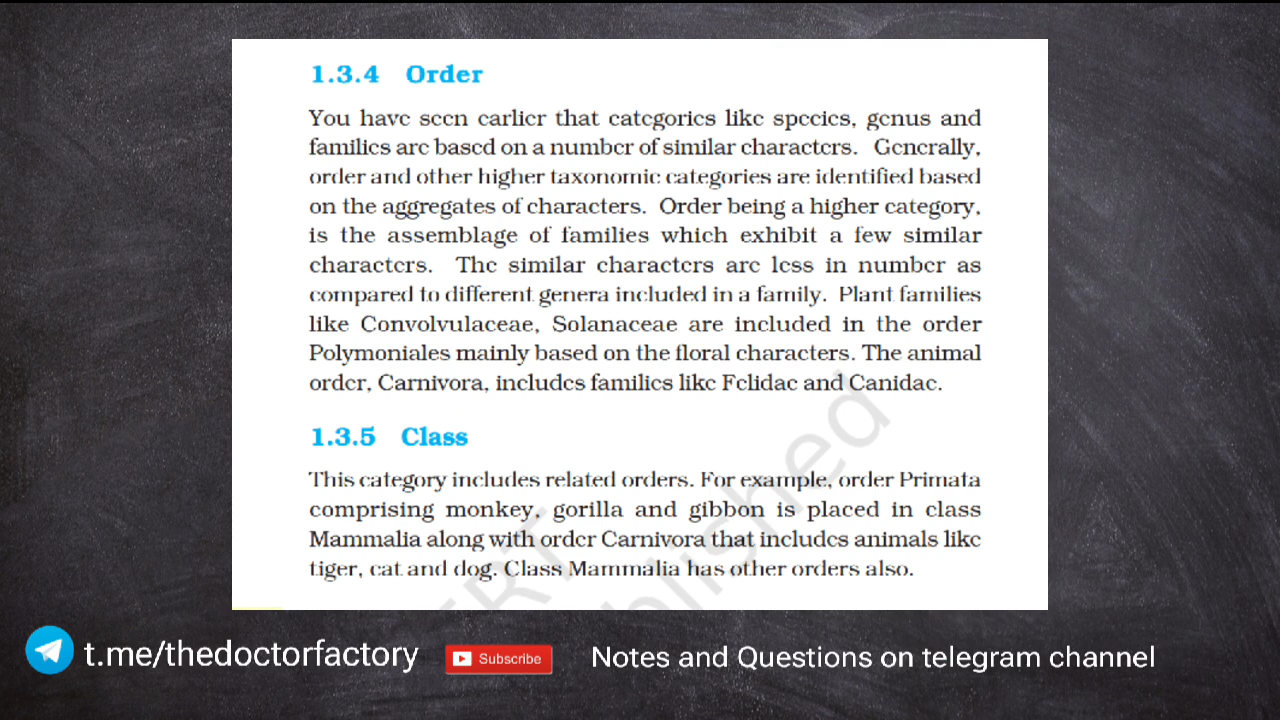 1.3.4 Order
You have seen earlier that categories like species, genus and
families are based on a number of similar characters. Generally,
order and other higher taxonomic categories are identified based
on the aggregates of characters. Order being a higher category,
is the assemblage of families which exhibit a few similar
characters. The similar characters are less in number as
compared to different genera included in a family. Plant families
like Convolvulaceae, Solanaceae are included in the order
Polymoniales mainly based on the floral characters. The animal
order, Carnivora, includes families like Felidae and Canidae.
1.3.5 Class
This category includes related orders. For example, order Primata
comprising monkey, gorilla and gibbon is placed in class
Mammalia along with order Carnivora that includes animals like
tiger, cat and dog. Class Mammalia has other orders also.
t.me/thedoctorfactory
Subscribe
Notes and Questions on telegram channel